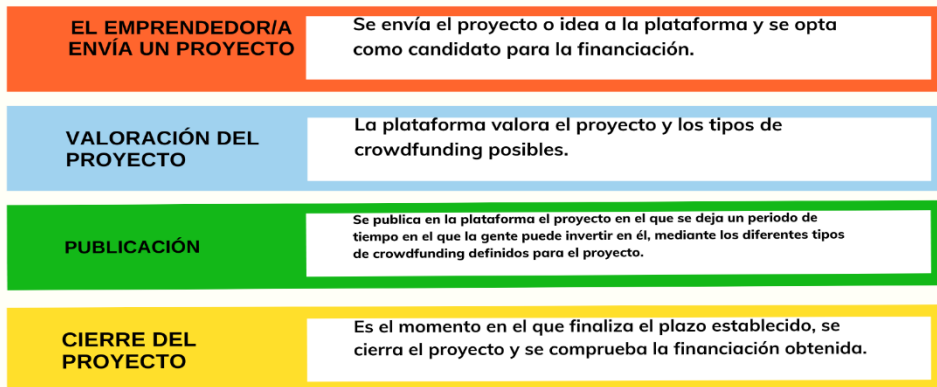 EL EMPRENDEDOR/A
ENVÍA UN PROYECTO
Se envía el proyecto o idea a la plataforma y se opta
como candidato para la financiación.
VALORACIÓN DEL
PROYECTO
La plataforma valora el proyecto y los tipos de
crowdfunding posibles.
PUBLICACIÓN
Se publica en la plataforma el proyecto en el que se deja un periodo de
tiempo en el que la gente puede invertir en él, mediante los diferentes tipos
de crowdfunding definidos para el proyecto.
CIERRE DEL
PROYECTO
Es el momento en el que finaliza el plazo establecido, se
cierra el proyecto y se comprueba la financiación obtenida.